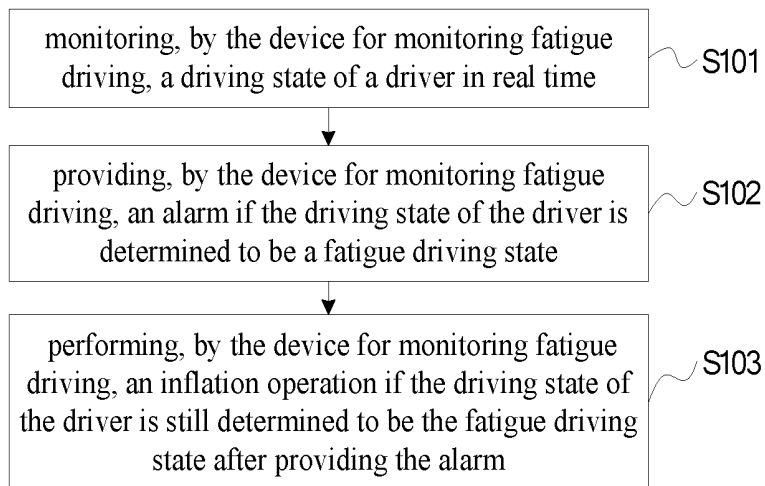 monitoring, by the device for monitoring fatigue
driving, a driving state of a driver in real time
S101
providing, by the device for monitoring fatigue
driving, an alarm if the driving state of the driver is
determined to be a fatigue driving state
S102
performing, by the device for monitoring fatigue
driving, an inflation operation if the driving state of
the driver is still determined to be the fatigue driving
state after providing the alarm
S103